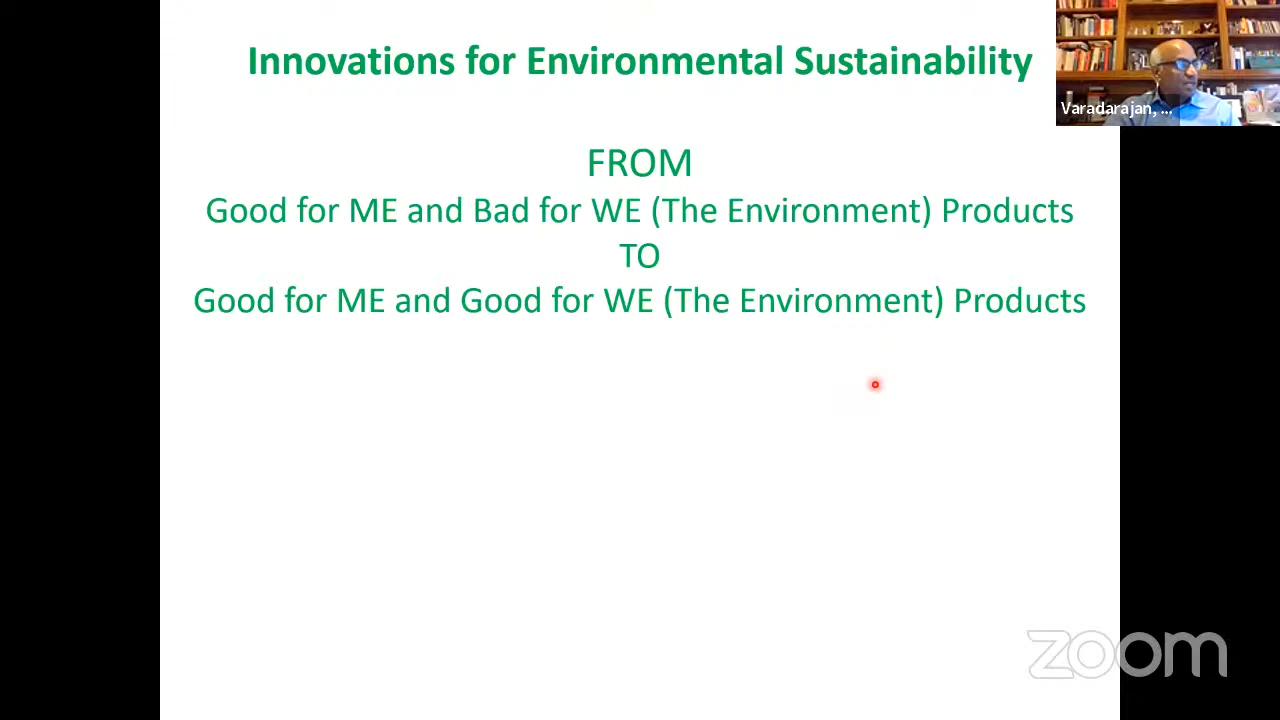 Innovations for Environmental Sustainability
Varadarajan, ...
FROM
Good for ME and Bad for WE (The Environment) Products
TO
Good for ME and Good for WE (The Environment) Products
zoom